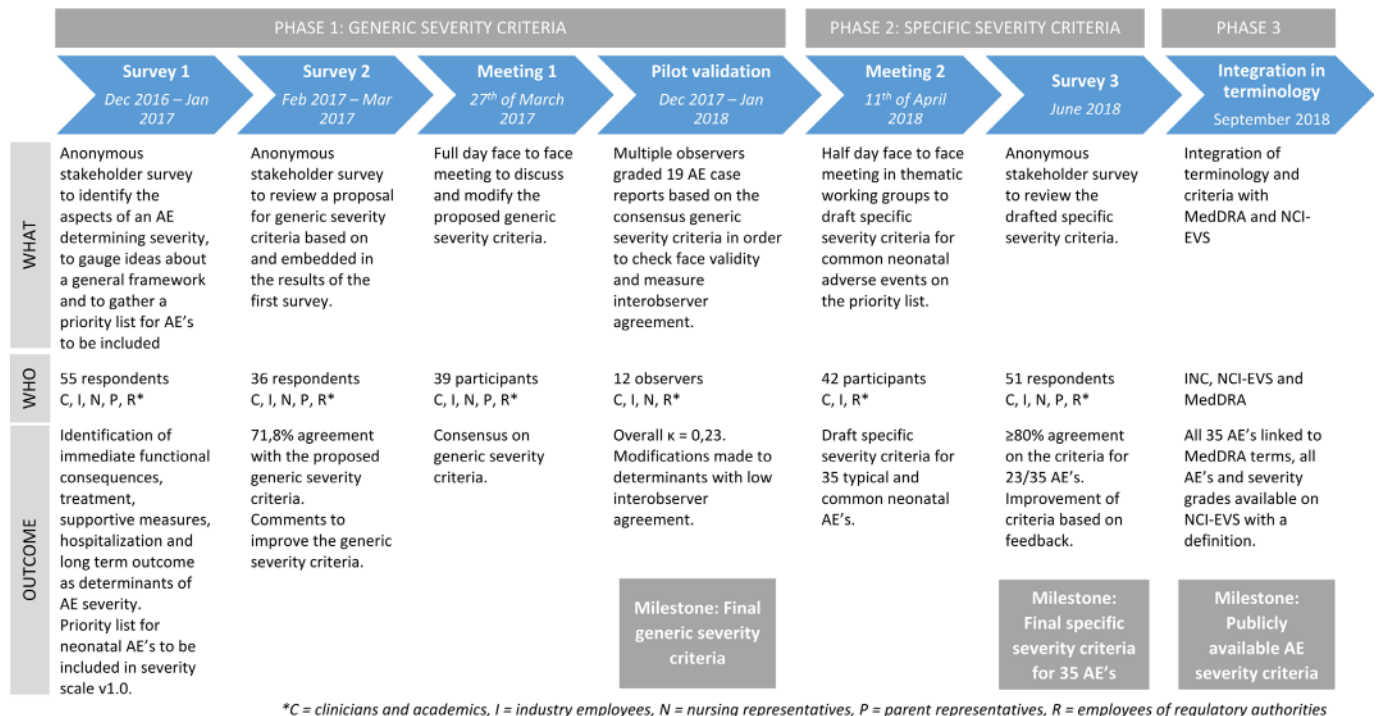 PHASE 1: GENERIC SEVERITY CRITERIA
PHASE 2: SPECIFIC SEVERITY CRITERIA
PHASE 3
Survey 1
Dec 2016 – Jan
2017
Survey 2
Feb 2017 – Mar
2017
Meeting 1
27th of March
2017
Pilot validation
Dec 2017 – Jan
2018
Meeting 2
11th of April
2018
Survey 3
June 2018
Integration in
terminology
September 2018
WHAT
Anonymous
stakeholder survey
to identify the
aspects of an AE
determining severity,
to gauge ideas about
a general framework
and to gather a
priority list for AE's
to be included
Anonymous
stakeholder survey
to review a proposal
for generic severity
criteria based on
and embedded in
the results of the
first survey.
Full day face to face
meeting to discuss
and modify the
proposed generic
severity criteria.
Multiple observers
graded 19 AE case
reports based on the
consensus generic
severity criteria in order
to check face validity
and measure
interobserver
agreement.
Half day face to face
meeting in thematic
working groups to
draft specific
severity criteria for
common neonatal
adverse events on
the priority list.
Anonymous
stakeholder survey
to review the
drafted specific
severity criteria.
Integration of
terminology and
criteria with
MedDRA and NCI-
EVS
WHO
55 respondents
C, I, N, P, R*
36 respondents
C, I, N, P, R*
39 participants
C, I, N, P, R*
12 observers
C, I, N, R*
42 participants
C, I, R*
51 respondents
C, I, N, P, R*
INC, NCI-EVS and
MedDRA
OUTCOME
Identification of
immediate functional
consequences,
treatment,
supportive measures,
hospitalization and
long term outcome
as determinants of
AE severity.
Priority list for
neonatal AE's to be
included in severity
scale v1.0.
71,8% agreement
with the proposed
generic severity
criteria.
Comments to
improve the generic
severity criteria.
Consensus on
generic severity
criteria.
Overall κ = 0,23.
Modifications made to
determinants with low
interobserver
agreement.
Milestone: Final
generic severity
criteria
Draft specific
severity criteria for
35 typical and
common neonatal
AE's.
≥80% agreement
on the criteria for
23/35 AE's.
Improvement of
criteria based on
feedback.
Milestone:
Final specific
severity criteria
for 35 AE's
All 35 AE's linked to
MedDRA terms, all
AE's and severity
grades available on
NCI-EVS with a
definition.
Milestone:
Publicly
available AE
severity criteria
*C = clinicians and academics, I = industry employees, N = nursing representatives, P = parent representatives, R = employees of regulatory authorities